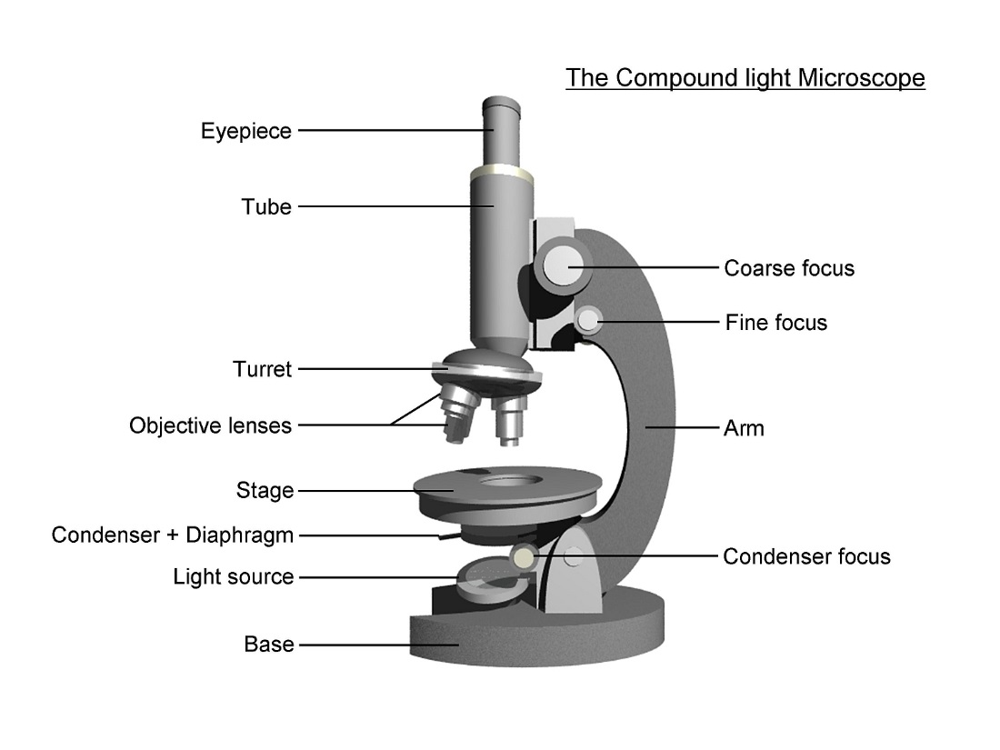 The Compound light Microscope
Eyepiece
Tube
Coarse focus
Fine focus
Turret
Objective lenses
Arm
Stage
Condenser + Diaphragm
Condenser focus
Light source
Base